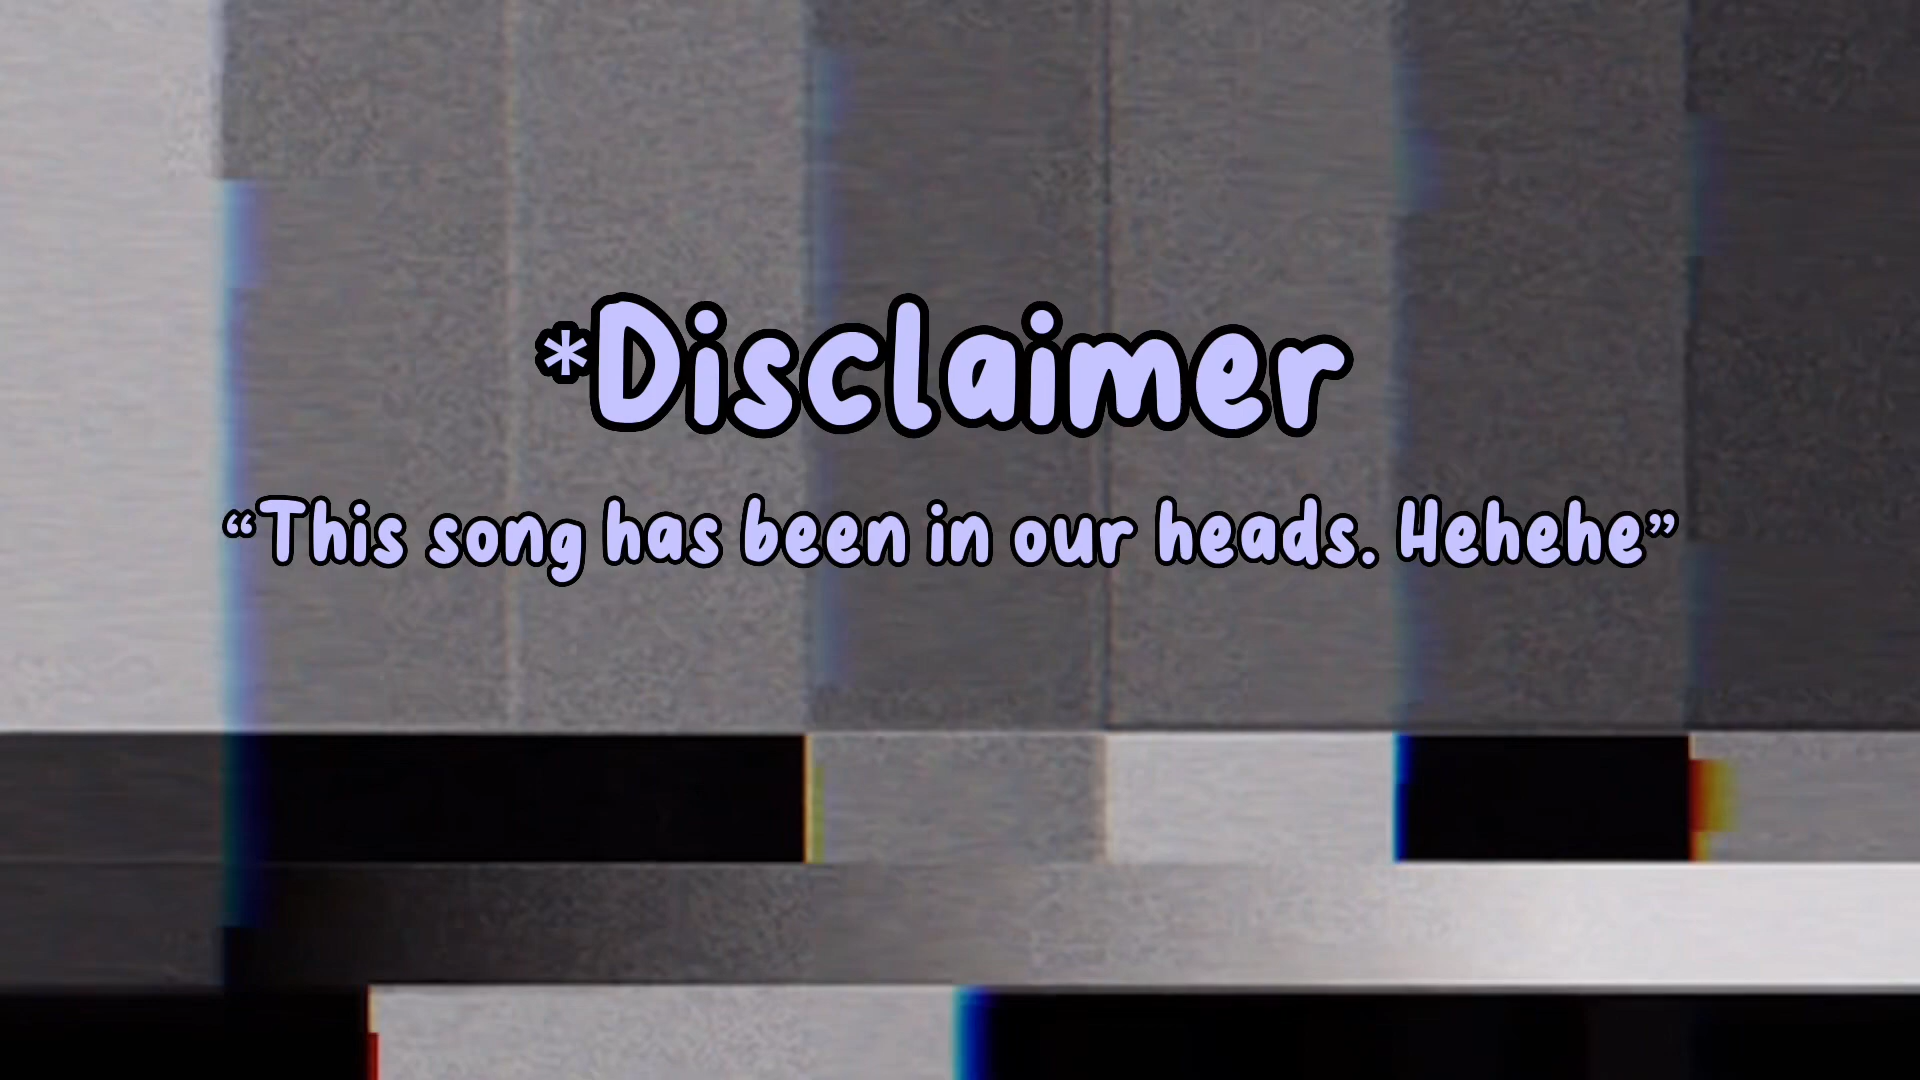 *Disclaimer
“This song has been in our heads. Hehehe”